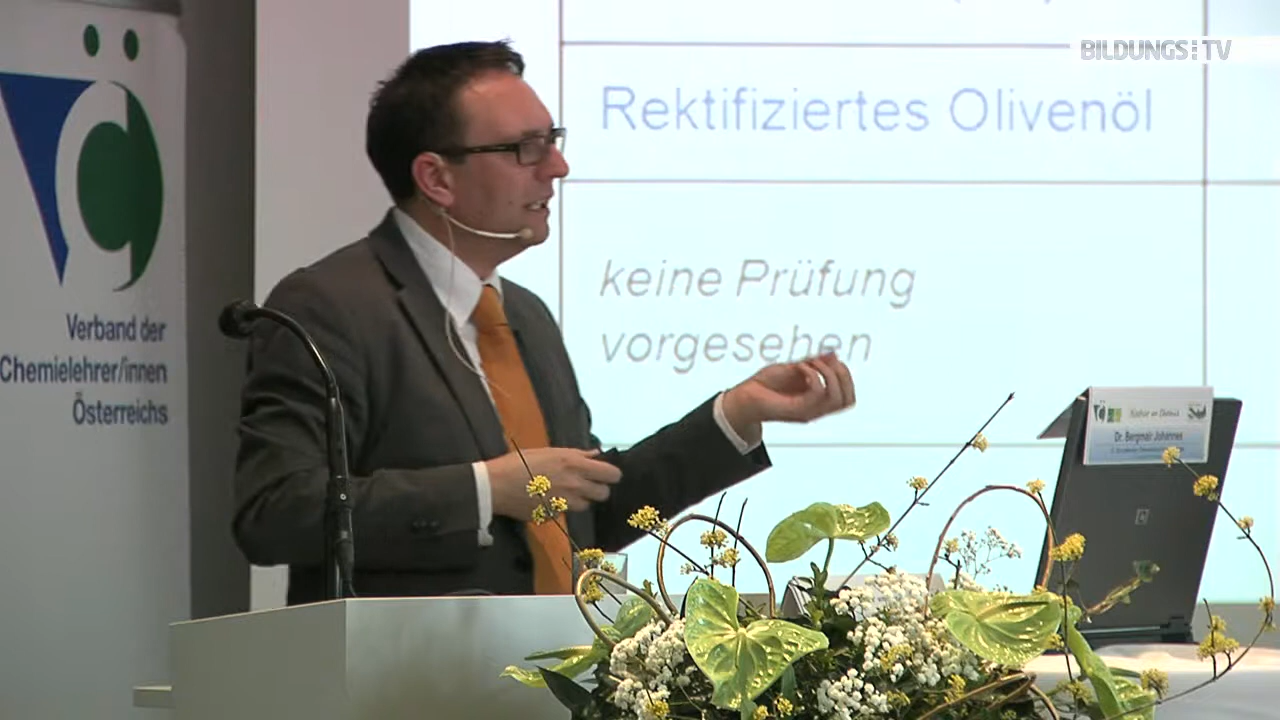 BILDUNGS:TV
Rektifiziertes Olivenöl
keine Prüfung
vorgesehen
Verband der
Chemielehrer/innen
Österreichs
Dr. Bergmair Johannes